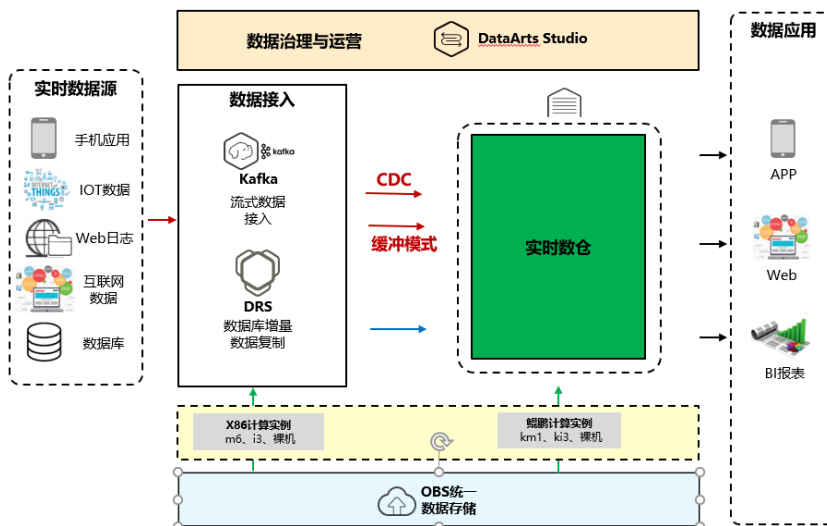 数据治理与运营
DataArts Studio
数据应用
实时数据源
手机应用
INTERNET
THINGS
IOT数据
Web日志
互联网
数据
数据库
数据接入
kafka
Kafka
流式数据
接入
DRS
数据库增量
数据复制
CDC
缓冲模式
实时数仓
APP
Web
BI报表
X86计算实例
m6、i3、裸机
鲲鹏计算实例
km1、ki3、裸机
OBS统一
数据存储